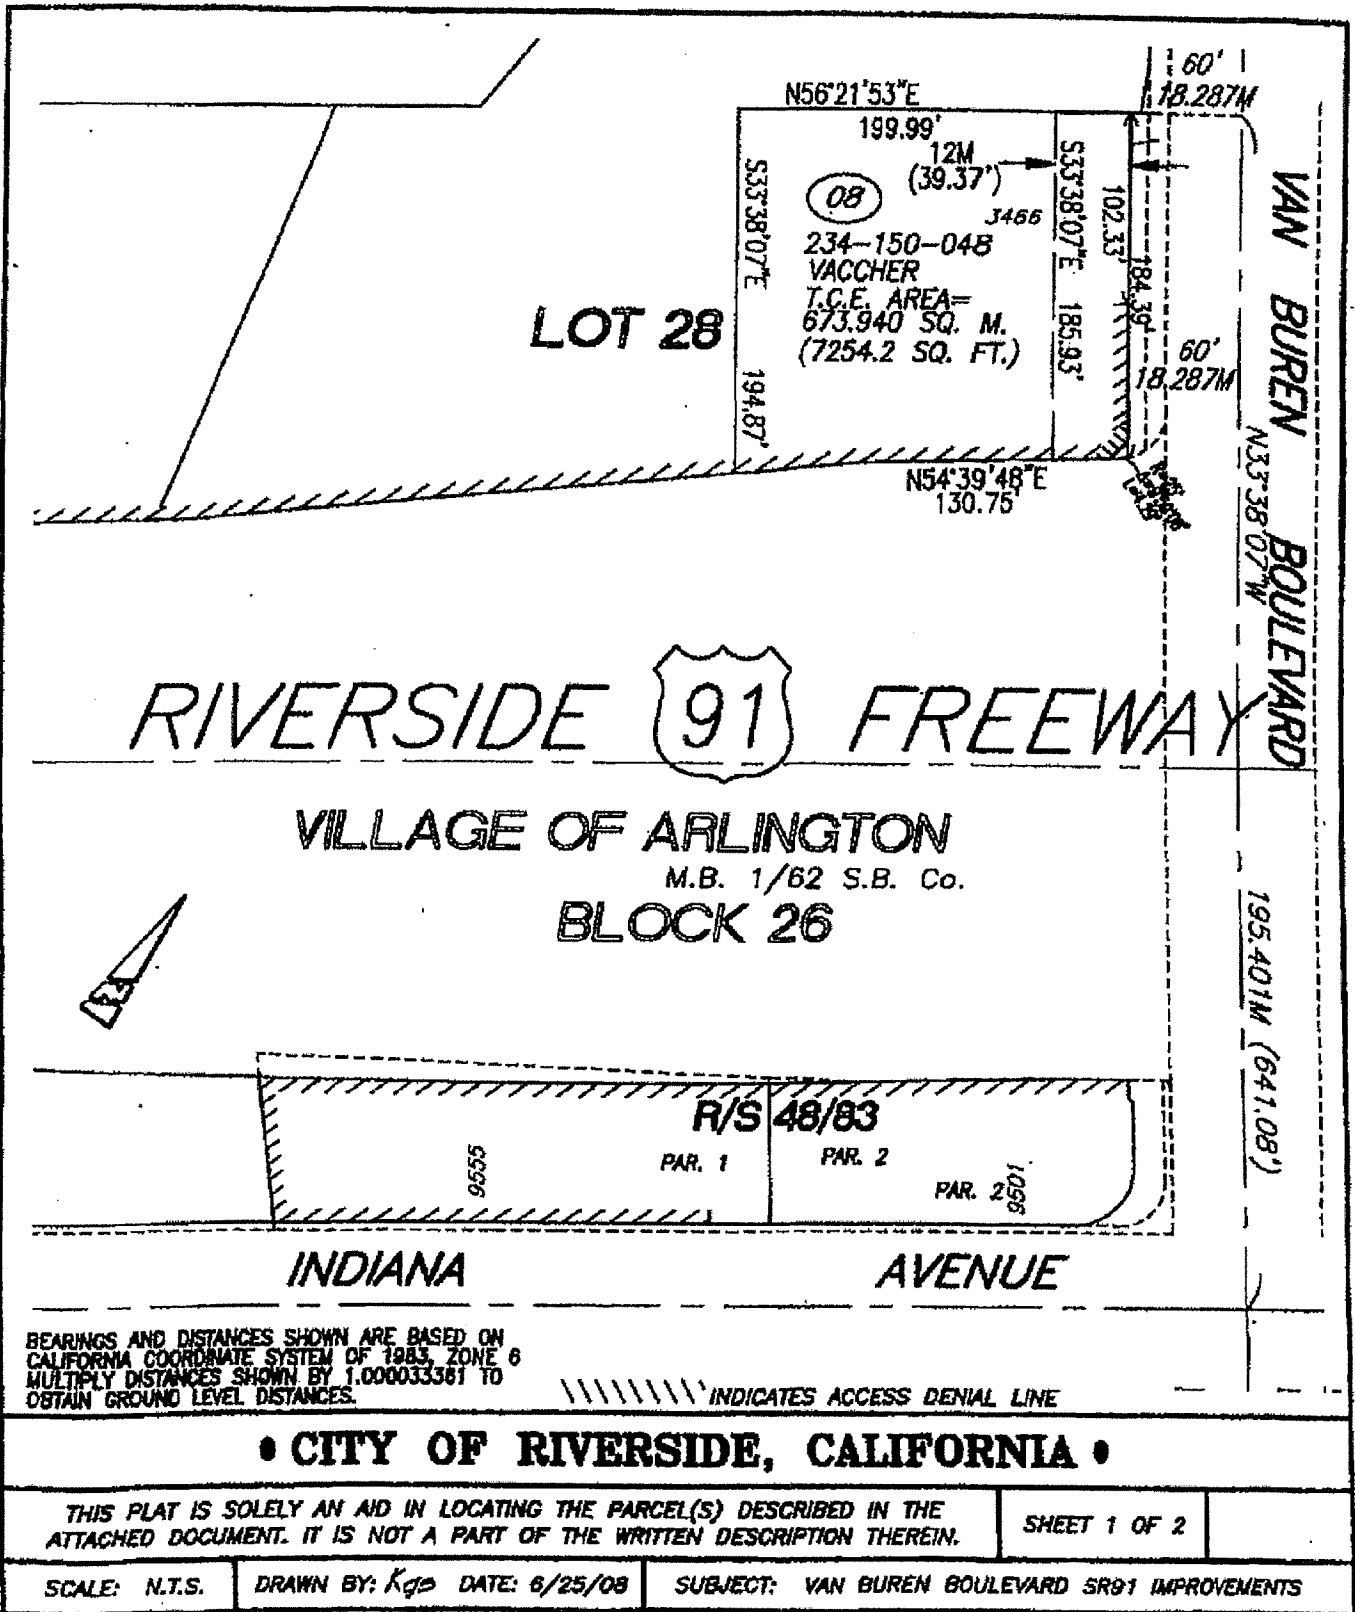 60'
18.287M
N56°21'53"E
199.99'
12M
(39.37')
3466
08
234-150-048
VACCHER
T.C.E. AREA=
673.940 SQ. M.
(7254.2 SQ. FT.)
S33°38'07"E 194.87'
S33°38'07"E 185.93'
102.33'
184.39'
60'
18.287M
LOT 28
N54°39'48"E
130.75'
VAN BUREN BOULEVARD
N33°38'07"W
195.401M (641.08')
RIVERSIDE 91 FREEWAY
VILLAGE OF ARLINGTON
M.B. 1/62 S.B. Co.
BLOCK 26
R/S 48/83
PAR. 1
PAR. 2
PAR. 2
9555
9501
INDIANA AVENUE
BEARINGS AND DISTANCES SHOWN ARE BASED ON
CALIFORNIA COORDINATE SYSTEM OF 1983, ZONE 6
MULTIPLY DISTANCES SHOWN BY 1.000033381 TO
OBTAIN GROUND LEVEL DISTANCES.
INDICATES ACCESS DENIAL LINE
• CITY OF RIVERSIDE, CALIFORNIA •
THIS PLAT IS SOLELY AN AID IN LOCATING THE PARCEL(S) DESCRIBED IN THE
ATTACHED DOCUMENT. IT IS NOT A PART OF THE WRITTEN DESCRIPTION THEREIN.
SHEET 1 OF 2
SCALE: N.T.S.
DRAWN BY: Kgs DATE: 6/25/08
SUBJECT: VAN BUREN BOULEVARD SR91 IMPROVEMENTS